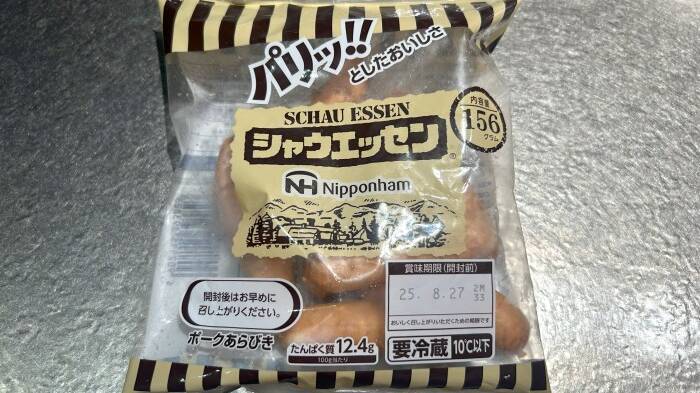 パリッ!!
としたおいしさ
内容量
156
グラム
SCHAU ESSEN
シャウエッセン
®
NH Nipponham
賞味期限(開封前)
25. 8.27 2M
33
おいしく召し上がりいただくための期限です
開封後はお早めに
召し上がりください。
ポークあらびき
たんぱく質12.4g
100g当たり
要冷蔵 10℃以下